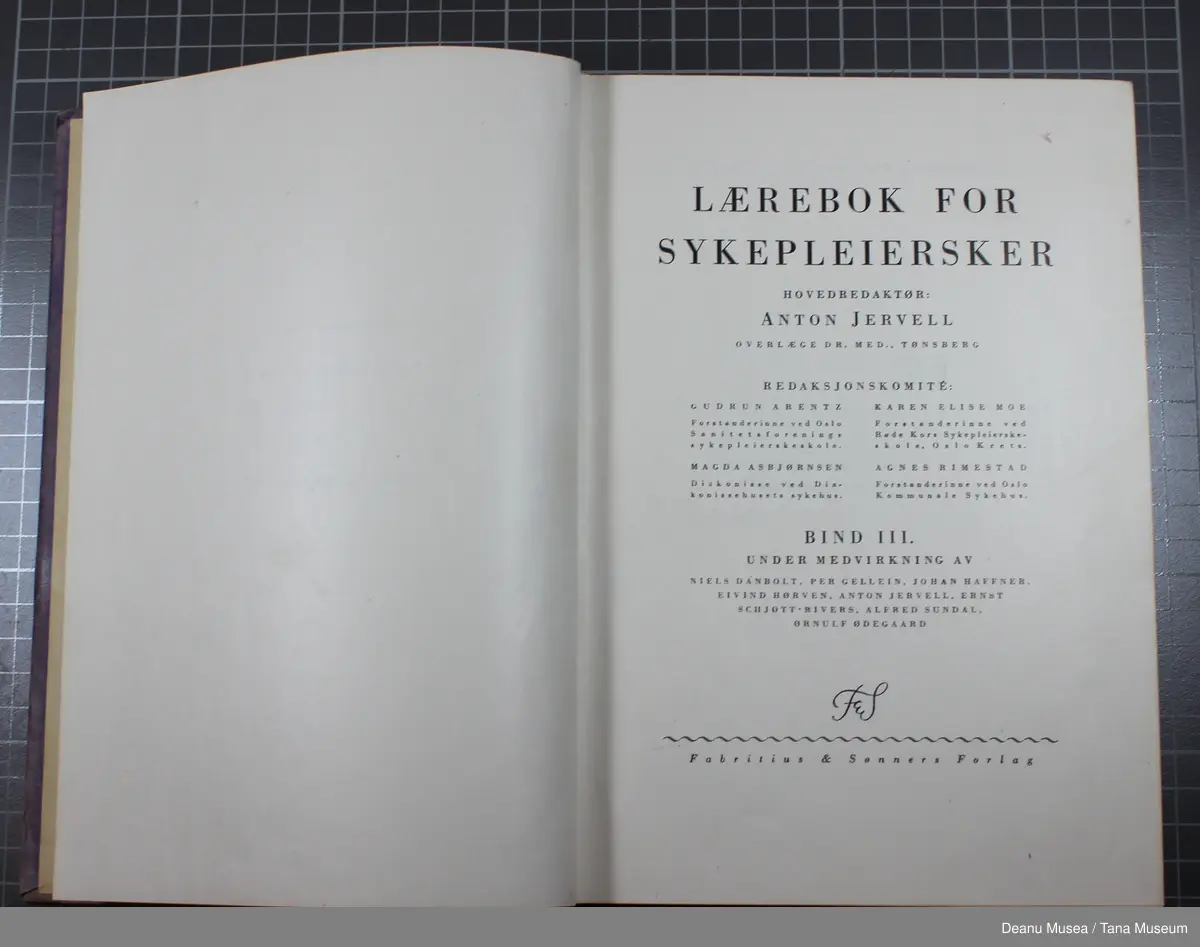 LÆREBOK FOR
SYKEPLEIERSKER
HOVEDREDAKTØR:
ANTON JERVELL
OVERLÆGE DR. MED., TØNSBERG
REDAKSJONSKOMITÉ:
GUDRUN ARENTZ
Forstanderinne ved Oslo
Sanitetsforenings
sykepleierskeskole.
MAGDA ASBJØRNSEN
Diakonisse ved Dia-
konissehusets sykehus.
KAREN ELISE MOE
Forstanderinne ved
Røde Kors Sykepleierske-
skole, Oslo Krets.
AGNES RIMESTAD
Forstanderinne ved Oslo
Kommunale Sykehus.
BIND III.
UNDER MEDVIRKNING AV
NIELS DANBOLT, PER GELLEIN, JOHAN HAFFNER,
EIVIND HØRVEN, ANTON JERVELL, ERNST
SCHJØTT-RIVERS, ALFRED SUNDAL,
ØRNULF ØDEGAARD
F&S
Fabritius & Sønners Forlag
Deanu Musea / Tana Museum